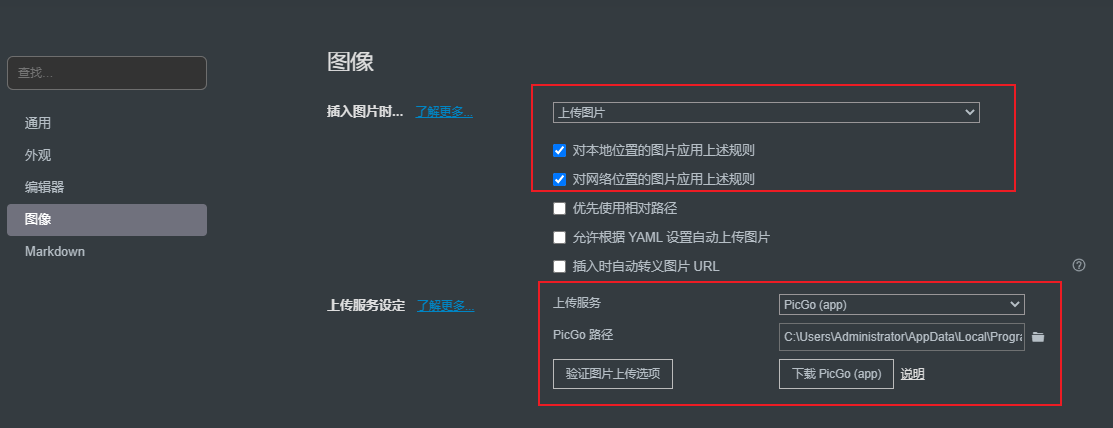 图像
查找...
插入图片时... 了解更多...
上传图片
通用
对本地位置的图片应用上述规则
外观
对网络位置的图片应用上述规则
编辑器
优先使用相对路径
图像
允许根据 YAML 设置自动上传图片
Markdown
插入时自动转义图片 URL
上传服务设定 了解更多...
上传服务 PicGo (app)
PicGo 路径 C:\Users\Administrator\AppData\Local\Progra
验证图片上传选项 下载 PicGo (app) 说明